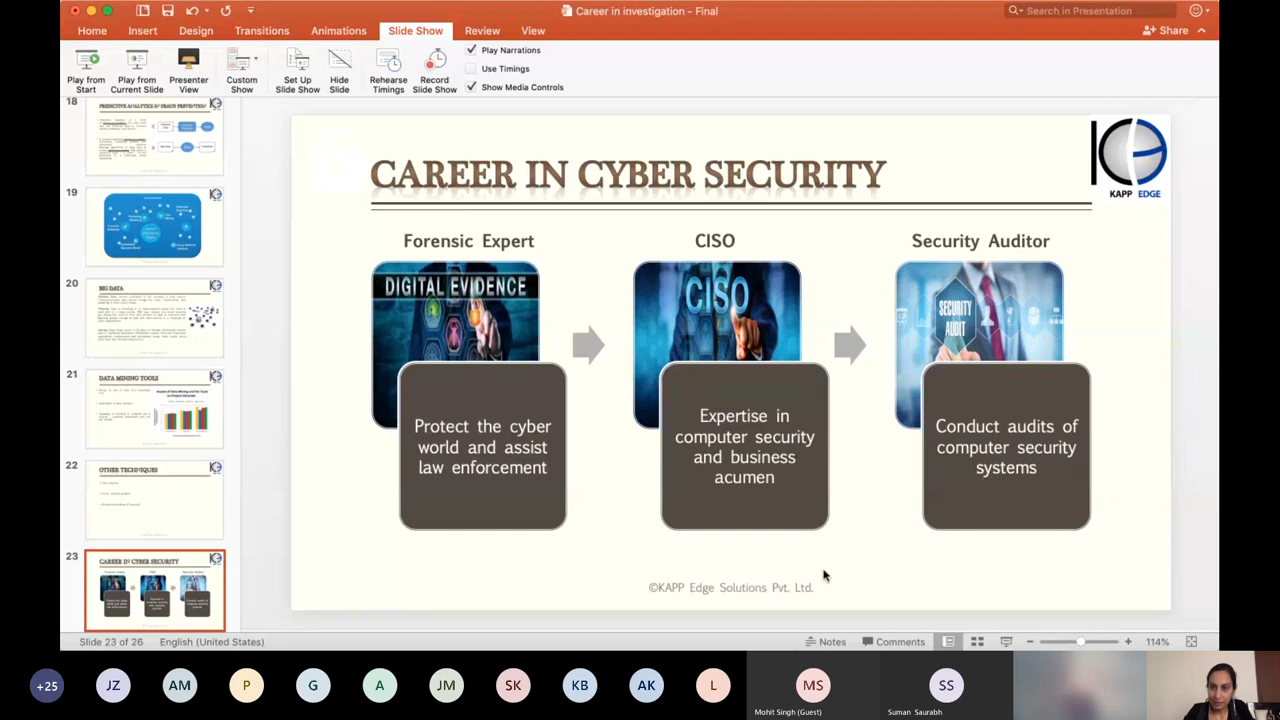 Career in investigation - Final
Search in Presentation
Home Insert Design Transitions Animations Slide Show Review View
Share
Play from Start
Play from Current Slide
Presenter View
Custom Show
Set Up Slide Show
Hide Slide
Rehearse Timings
Record Slide Show
Play Narrations
Use Timings
Show Media Controls
18
PREDICTIVE ANALYTICS IN FRAUD PREVENTION
19
20
BIG DATA
21
DATA MINING TOOLS
22
OTHER TECHNIQUES
23
CAREER IN CYBER SECURITY
CAREER IN CYBER SECURITY
KAPP EDGE
Forensic Expert
CISO
Security Auditor
DIGITAL EVIDENCE
CISO
SECURITY
AUDIT
Protect the cyber
world and assist
law enforcement
Expertise in
computer security
and business
acumen
Conduct audits of
computer security
systems
©KAPP Edge Solutions Pvt. Ltd.
Slide 23 of 26 English (United States)
Notes Comments 114%
+25 JZ AM P G A JM SK KB AK L MS SS
Mohit Singh (Guest)
Suman Saurabh